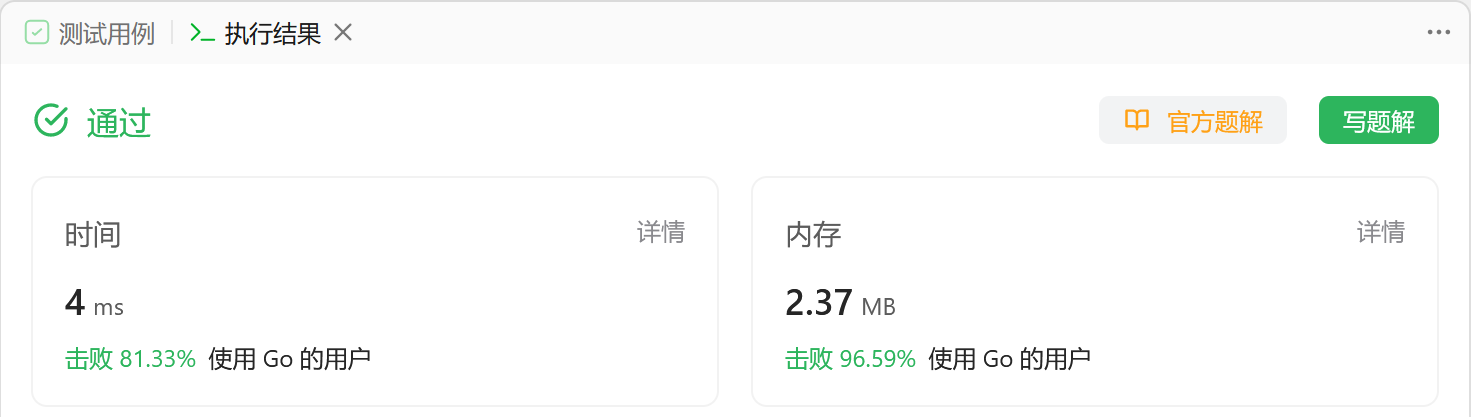 测试用例 执行结果
通过 官方题解 写题解
时间 详情
4 ms
击败 81.33% 使用 Go 的用户
内存 详情
2.37 MB
击败 96.59% 使用 Go 的用户